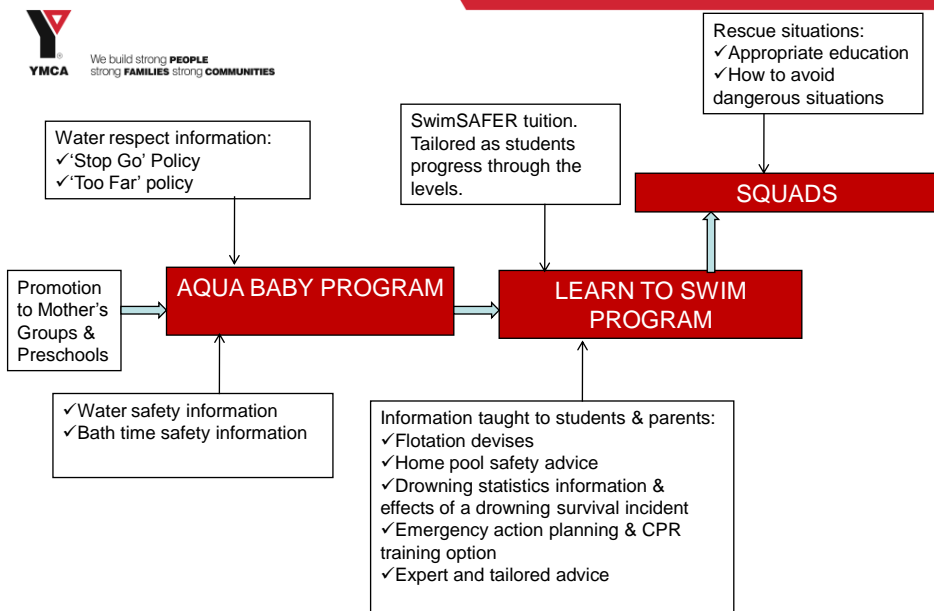 YMCA
®
We build strong PEOPLE
strong FAMILIES strong COMMUNITIES
Rescue situations:
✓Appropriate education
✓How to avoid
dangerous situations
SwimSAFER tuition.
Tailored as students
progress through the
levels.
Water respect information:
✓‘Stop Go’ Policy
✓‘Too Far’ policy
SQUADS
Promotion
to Mother’s
Groups &
Preschools
AQUA BABY PROGRAM
LEARN TO SWIM
PROGRAM
✓Water safety information
✓Bath time safety information
Information taught to students & parents:
✓Flotation devises
✓Home pool safety advice
✓Drowning statistics information &
effects of a drowning survival incident
✓Emergency action planning & CPR
training option
✓Expert and tailored advice